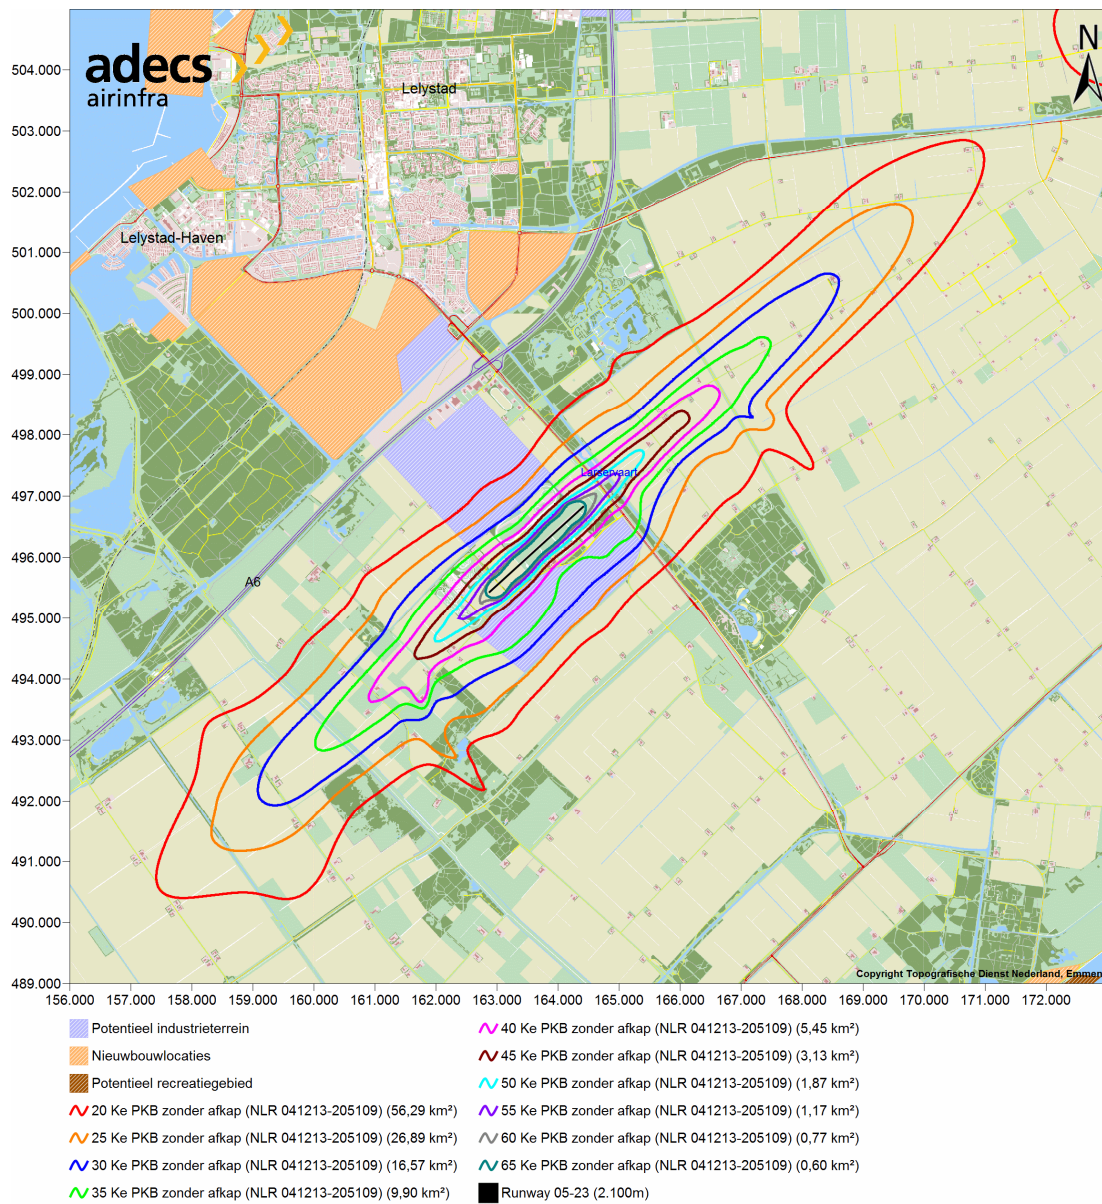 adecs
airinfra
N
504.000
503.000
502.000
501.000
500.000
499.000
498.000
497.000
496.000
495.000
494.000
493.000
492.000
491.000
490.000
489.000
Lelystad
Lelystad-Haven
Larservaart
A6
Copyright Topografische Dienst Nederland, Emmen
156.000 157.000 158.000 159.000 160.000 161.000 162.000 163.000 164.000 165.000 166.000 167.000 168.000 169.000 170.000 171.000 172.000
Potentieel industrieterrein
Nieuwbouwlocaties
Potentieel recreatiegebied
20 Ke PKB zonder afkap (NLR 041213-205109) (56,29 km²)
25 Ke PKB zonder afkap (NLR 041213-205109) (26,89 km²)
30 Ke PKB zonder afkap (NLR 041213-205109) (16,57 km²)
35 Ke PKB zonder afkap (NLR 041213-205109) (9,90 km²)
40 Ke PKB zonder afkap (NLR 041213-205109) (5,45 km²)
45 Ke PKB zonder afkap (NLR 041213-205109) (3,13 km²)
50 Ke PKB zonder afkap (NLR 041213-205109) (1,87 km²)
55 Ke PKB zonder afkap (NLR 041213-205109) (1,17 km²)
60 Ke PKB zonder afkap (NLR 041213-205109) (0,77 km²)
65 Ke PKB zonder afkap (NLR 041213-205109) (0,60 km²)
Runway 05-23 (2.100m)